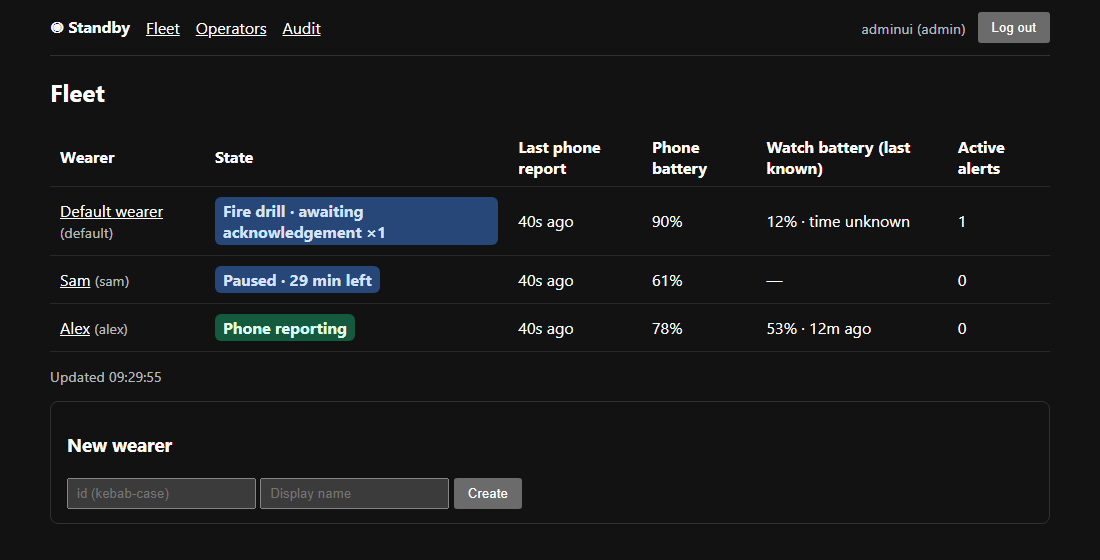 Standby Fleet Operators Audit adminui (admin) Log out
Fleet
Wearer State Last phone report Phone battery Watch battery (last known) Active alerts
Default wearer (default) Fire drill · awaiting acknowledgement ×1 40s ago 90% 12% · time unknown 1
Sam (sam) Paused · 29 min left 40s ago 61% — 0
Alex (alex) Phone reporting 40s ago 78% 53% · 12m ago 0
Updated 09:29:55
New wearer
id (kebab-case) Display name Create